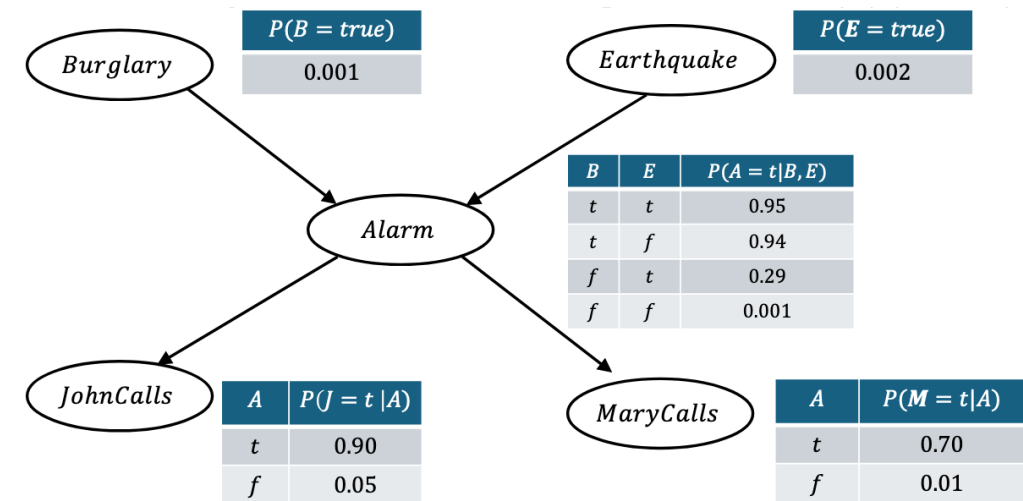 Burglary
P(B = true)
0.001
Earthquake
P(E = true)
0.002
B E P(A = t|B, E)
t t 0.95
t f 0.94
f t 0.29
f f 0.001
Alarm
JohnCalls
A P(J = t |A)
t 0.90
f 0.05
MaryCalls
A P(M = t|A)
t 0.70
f 0.01